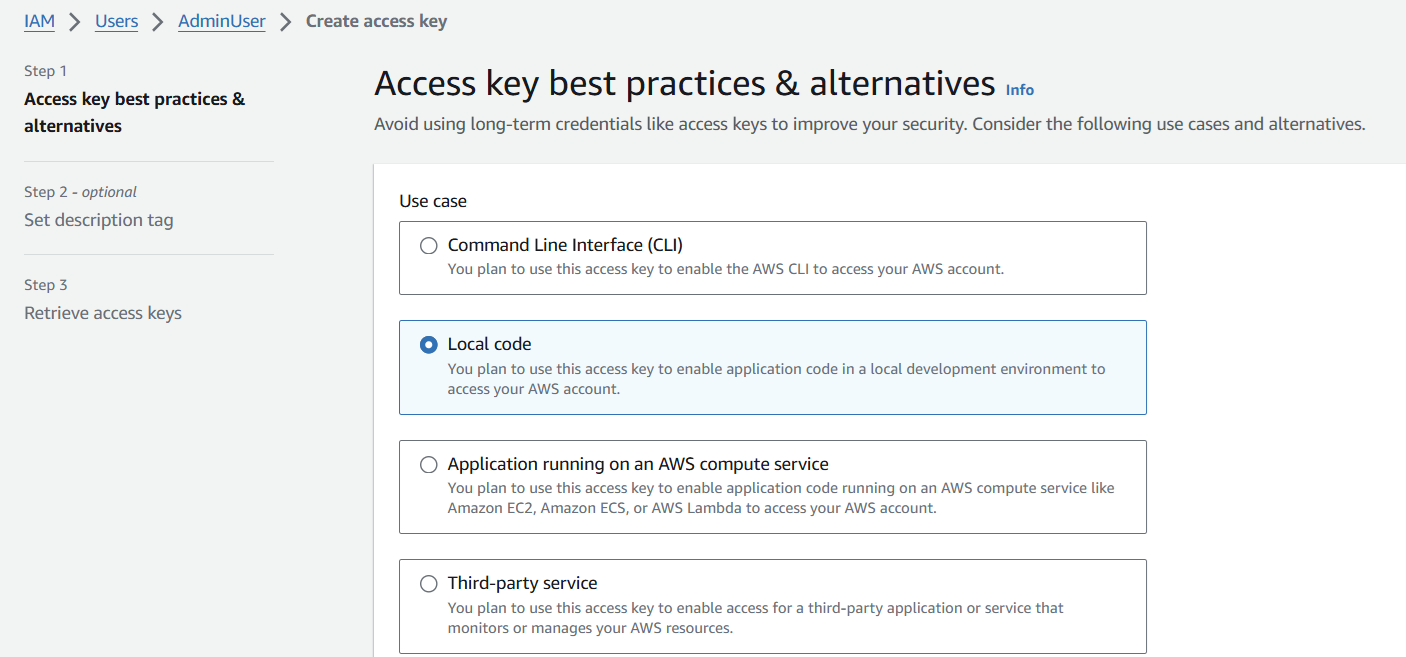 IAM > Users > AdminUser > Create access key
Step 1
Access key best practices &
alternatives
Step 2 - optional
Set description tag
Step 3
Retrieve access keys
Access key best practices & alternatives Info
Avoid using long-term credentials like access keys to improve your security. Consider the following use cases and alternatives.
Use case
Command Line Interface (CLI)
You plan to use this access key to enable the AWS CLI to access your AWS account.
Local code
You plan to use this access key to enable application code in a local development environment to
access your AWS account.
Application running on an AWS compute service
You plan to use this access key to enable application code running on an AWS compute service like
Amazon EC2, Amazon ECS, or AWS Lambda to access your AWS account.
Third-party service
You plan to use this access key to enable access for a third-party application or service that
monitors or manages your AWS resources.